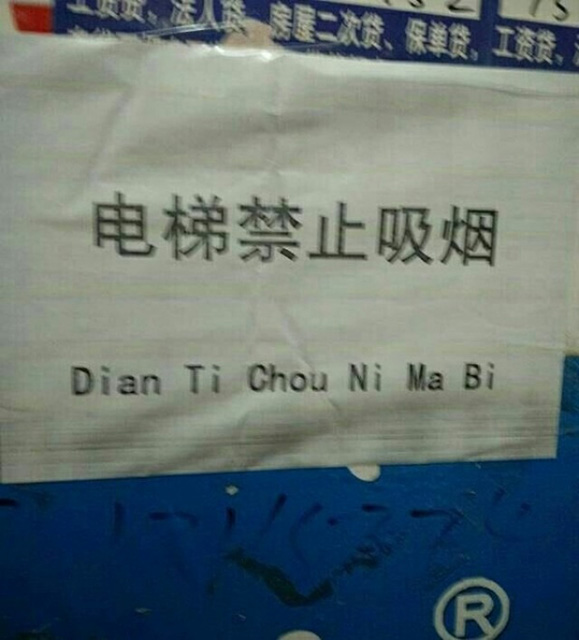 工资贷、法人贷、房屋二次贷、保单贷、工资贷、
电梯禁止吸烟
Dian Ti Chou Ni Ma Bi
®